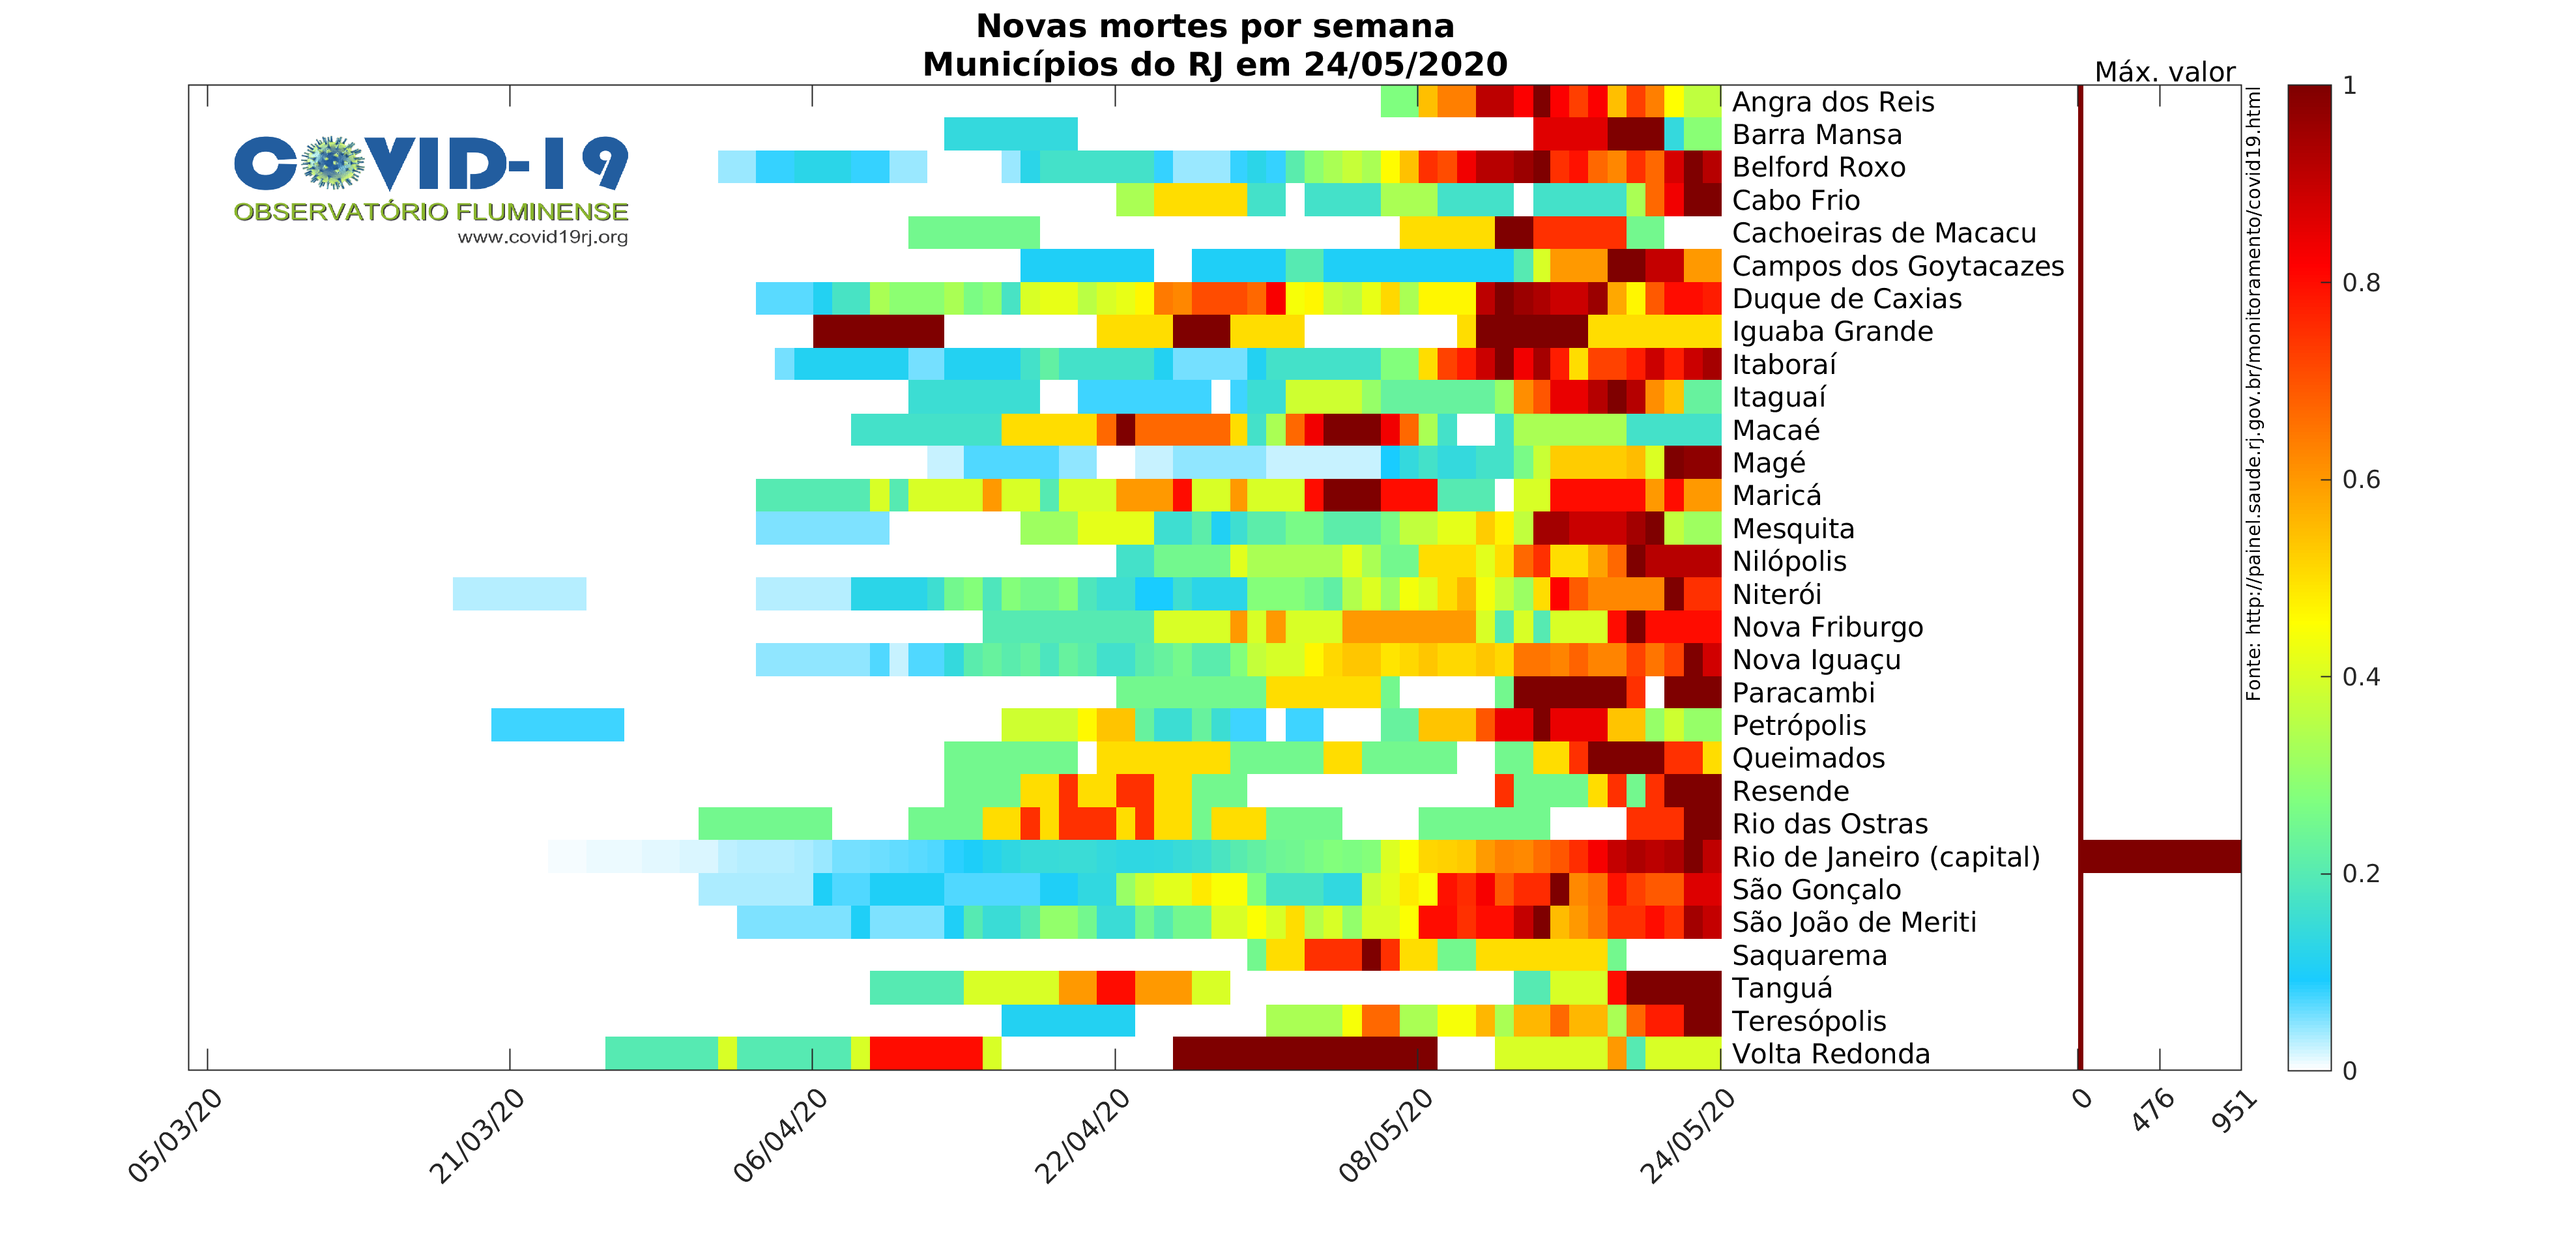 Novas mortes por semana
Municípios do RJ em 24/05/2020
COVID-19
OBSERVATÓRIO FLUMINENSE
www.covid19rj.org
Angra dos Reis
Barra Mansa
Belford Roxo
Cabo Frio
Cachoeiras de Macacu
Campos dos Goytacazes
Duque de Caxias
Iguaba Grande
Itaboraí
Itaguaí
Macaé
Magé
Maricá
Mesquita
Nilópolis
Niterói
Nova Friburgo
Nova Iguaçu
Paracambi
Petrópolis
Queimados
Resende
Rio das Ostras
Rio de Janeiro (capital)
São Gonçalo
São João de Meriti
Saquarema
Tanguá
Teresópolis
Volta Redonda
05/03/20
21/03/20
06/04/20
22/04/20
08/05/20
24/05/20
Máx. valor
0
476
951
Fonte: http://painel.saude.rj.gov.br/monitoramento/covid19.html
1
0.8
0.6
0.4
0.2
0